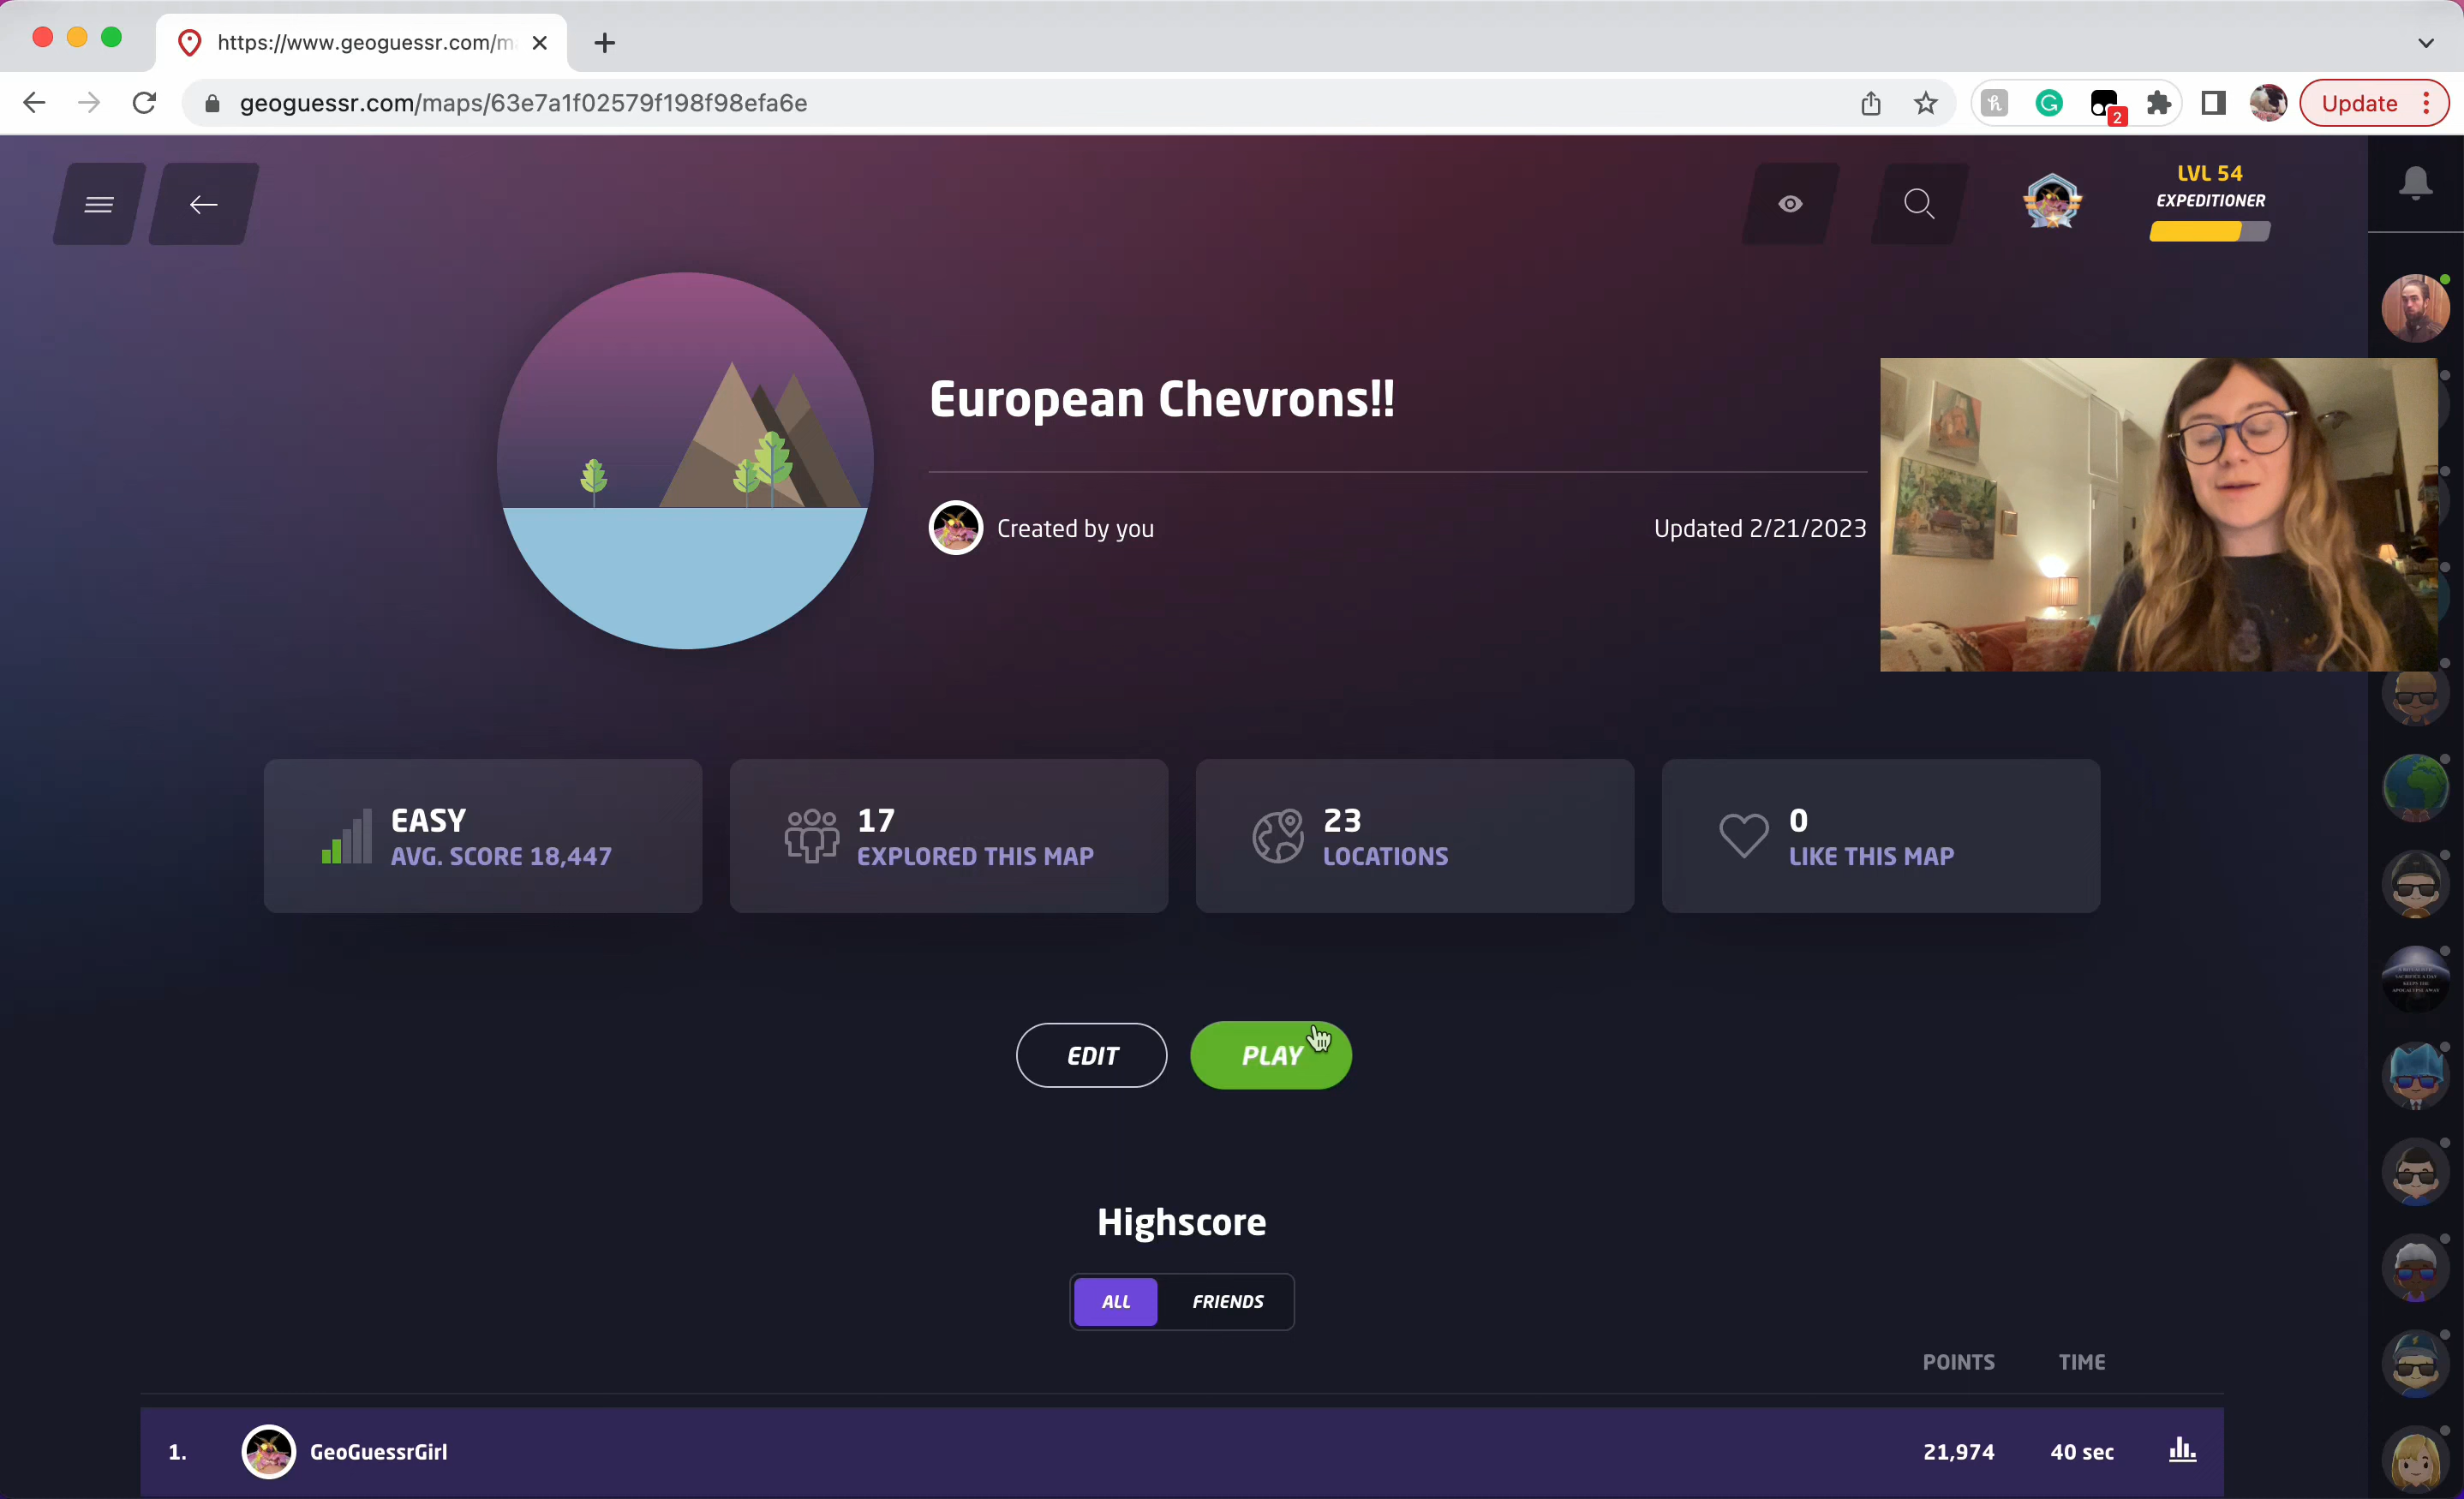 https://www.geoguessr.com/m
geoguessr.com/maps/63e7a1f02579f198f98efa6e
2
Update
LVL 54
EXPEDITIONER
European Chevrons!!
Created by you
Updated 2/21/2023
EASY
AVG. SCORE 18,447
17
EXPLORED THIS MAP
23
LOCATIONS
0
LIKE THIS MAP
EDIT
PLAY
Highscore
ALL
FRIENDS
POINTS
TIME
1.
GeoGuessrGirl
21,974
40 sec